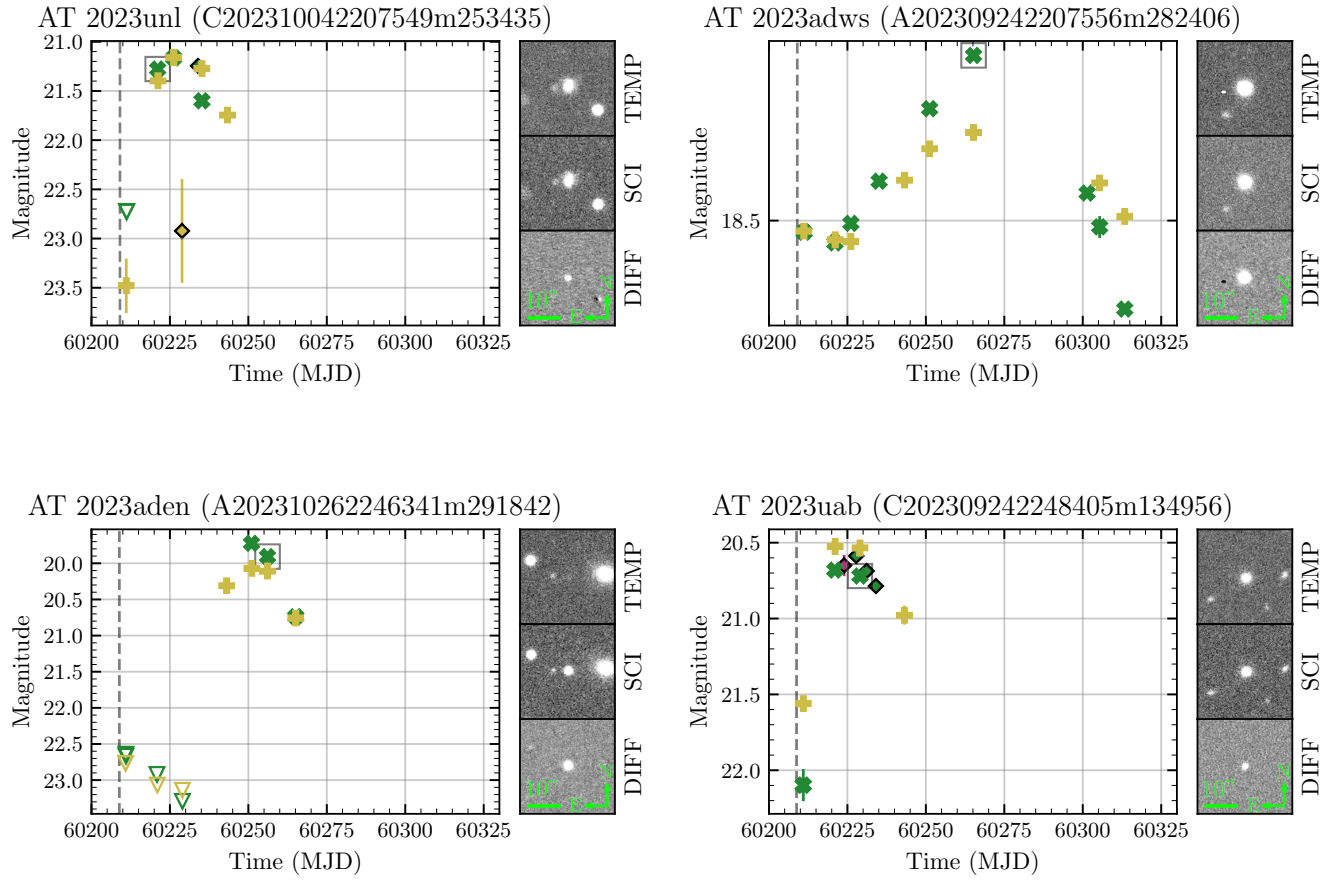 AT 2023unl (C202310042207549m253435)
21.0
21.5
22.0
22.5
23.0
23.5
Magnitude
60200 60225 60250 60275 60300 60325
Time (MJD)
TEMP
SCI
DIFF
10"
E
N
AT 2023adws (A202309242207556m282406)
18.5
Magnitude
60200 60225 60250 60275 60300 60325
Time (MJD)
TEMP
SCI
DIFF
10"
E
N
AT 2023aden (A202310262246341m291842)
20.0
20.5
21.0
21.5
22.0
22.5
23.0
Magnitude
60200 60225 60250 60275 60300 60325
Time (MJD)
TEMP
SCI
DIFF
10"
E
N
AT 2023uab (C202309242248405m134956)
20.5
21.0
21.5
22.0
Magnitude
60200 60225 60250 60275 60300 60325
Time (MJD)
TEMP
SCI
DIFF
10"
E
N